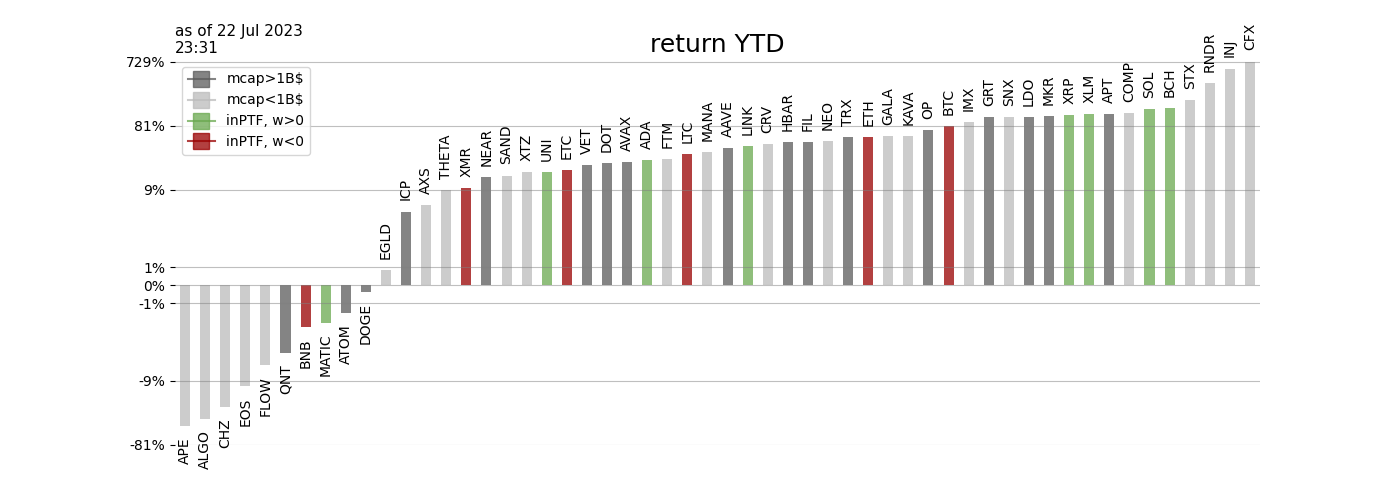 as of 22 Jul 2023
23:31
return YTD
mcap>1B$
mcap<1B$
inPTF, w>0
inPTF, w<0
729%
81%
9%
1%
0%
-1%
-9%
-81%
APE
ALGO
CHZ
EOS
FLOW
QNT
BNB
MATIC
ATOM
DOGE
EGLD
ICP
AXS
THETA
XMR
NEAR
SAND
XTZ
UNI
ETC
VET
DOT
AVAX
ADA
FTM
LTC
MANA
AAVE
LINK
CRV
HBAR
FIL
NEO
TRX
ETH
GALA
KAVA
OP
BTC
IMX
GRT
SNX
LDO
MKR
XRP
XLM
APT
COMP
SOL
BCH
STX
RNDR
INJ
CFX